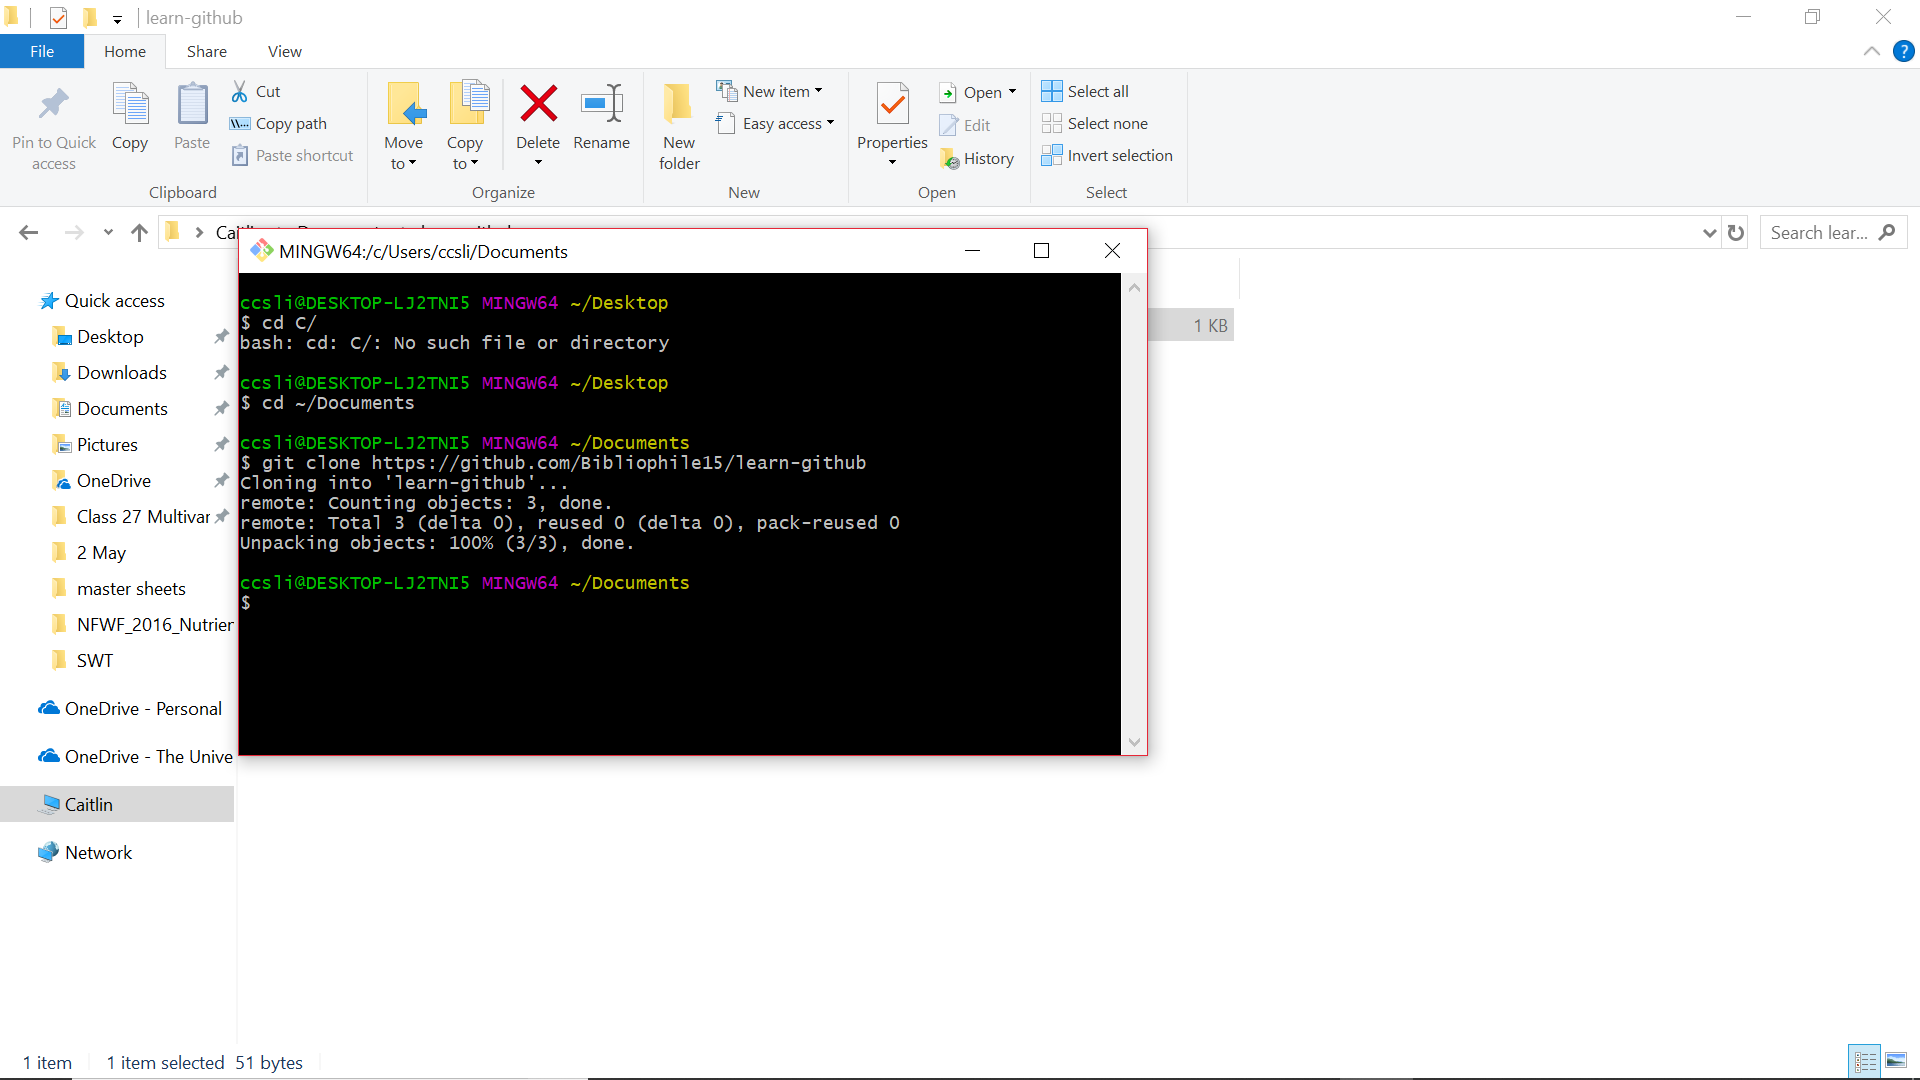 learn-github
File Home Share View
Pin to Quick access
Copy
Paste
Cut
Copy path
Paste shortcut
Clipboard
Move to
Copy to
Delete
Rename
Organize
New folder
New item
Easy access
New
Properties
Open
Edit
History
Open
Select all
Select none
Invert selection
Select
Search lear...
MINGW64:/c/Users/ccsli/Documents
Quick access
Desktop
Downloads
Documents
Pictures
OneDrive
Class 27 Multivar
2 May
master sheets
NFWF_2016_Nutrien
SWT
OneDrive - Personal
OneDrive - The Unive
Caitlin
Network
ccsli@DESKTOP-LJ2TNI5 MINGW64 ~/Desktop
$ cd C/
bash: cd: C/: No such file or directory
ccsli@DESKTOP-LJ2TNI5 MINGW64 ~/Desktop
$ cd ~/Documents
ccsli@DESKTOP-LJ2TNI5 MINGW64 ~/Documents
$ git clone https://github.com/Bibliophile15/learn-github
Cloning into 'learn-github'...
remote: Counting objects: 3, done.
remote: Total 3 (delta 0), reused 0 (delta 0), pack-reused 0
Unpacking objects: 100% (3/3), done.
ccsli@DESKTOP-LJ2TNI5 MINGW64 ~/Documents
$
1 KB
1 item 1 item selected 51 bytes